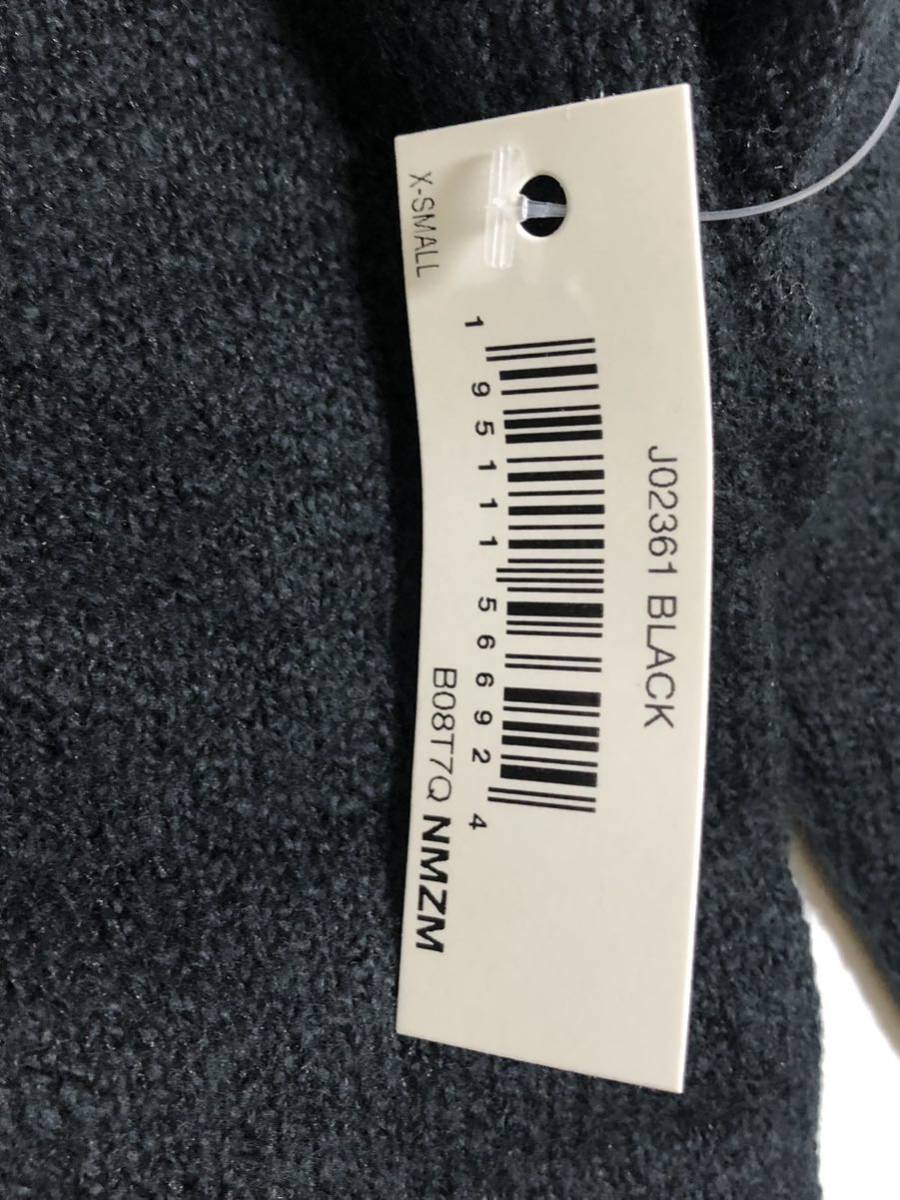 J02361 BLACK
1 95111 56692 4
B08T7Q NMZM
X-SMALL